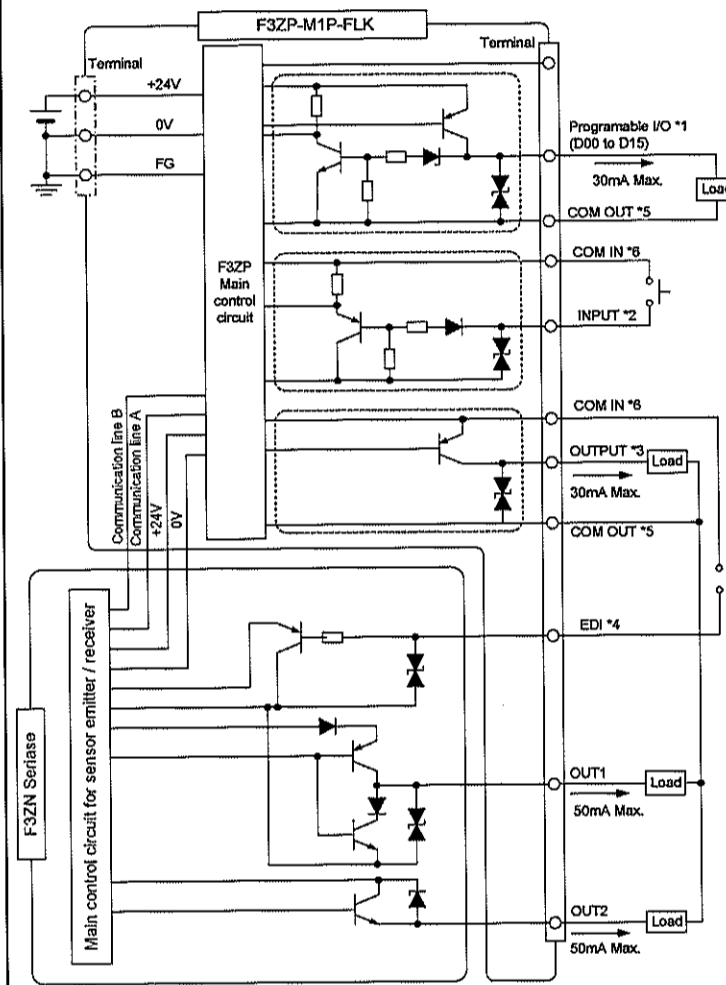 F3ZP-M1P-FLK
Terminal
Terminal
+24V
0V
FG
Programable I/O *1
(D00 to D15)
30mA Max.
Load
COM OUT *5
COM IN *6
F3ZP
Main
control
circuit
INPUT *2
COM IN *6
OUTPUT *3
Load
30mA Max.
COM OUT *5
Communication line B
Communication line A
+24V
0V
EDI *4
F3ZN Seriase
Main control circuit for sensor emitter / receiver
OUT1
Load
50mA Max.
OUT2
Load
50mA Max.